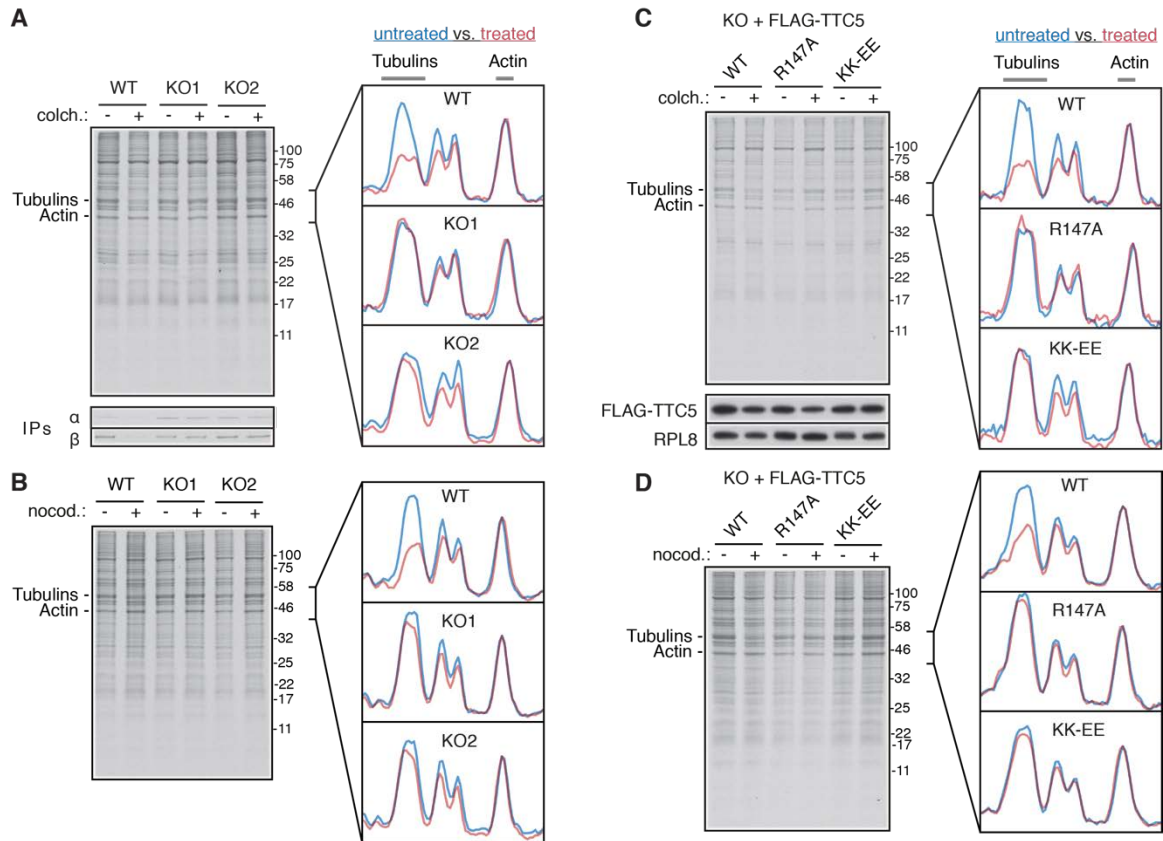 A
untreated vs. treated
Tubulins Actin
WT KO1 KO2
colch.: - + - + - +
Tubulins -
Actin -
-100
-75
-58
-46
-32
-25
-22
-17
-11
WT
KO1
KO2
IPs α
β
B
WT KO1 KO2
nocod.: - + - + - +
Tubulins -
Actin -
-100
-75
-58
-46
-32
-25
-22
-17
-11
WT
KO1
KO2
C
KO + FLAG-TTC5
WT R147A KK-EE
colch.: - + - + - +
untreated vs. treated
Tubulins Actin
Tubulins -
Actin -
-100
-75
-58
-46
-32
-25
-22
-17
-11
WT
R147A
KK-EE
FLAG-TTC5
RPL8
D
KO + FLAG-TTC5
WT R147A KK-EE
nocod.: - + - + - +
Tubulins -
Actin -
-100
-75
-58
-46
-32
-25
-22
-17
-11
WT
R147A
KK-EE